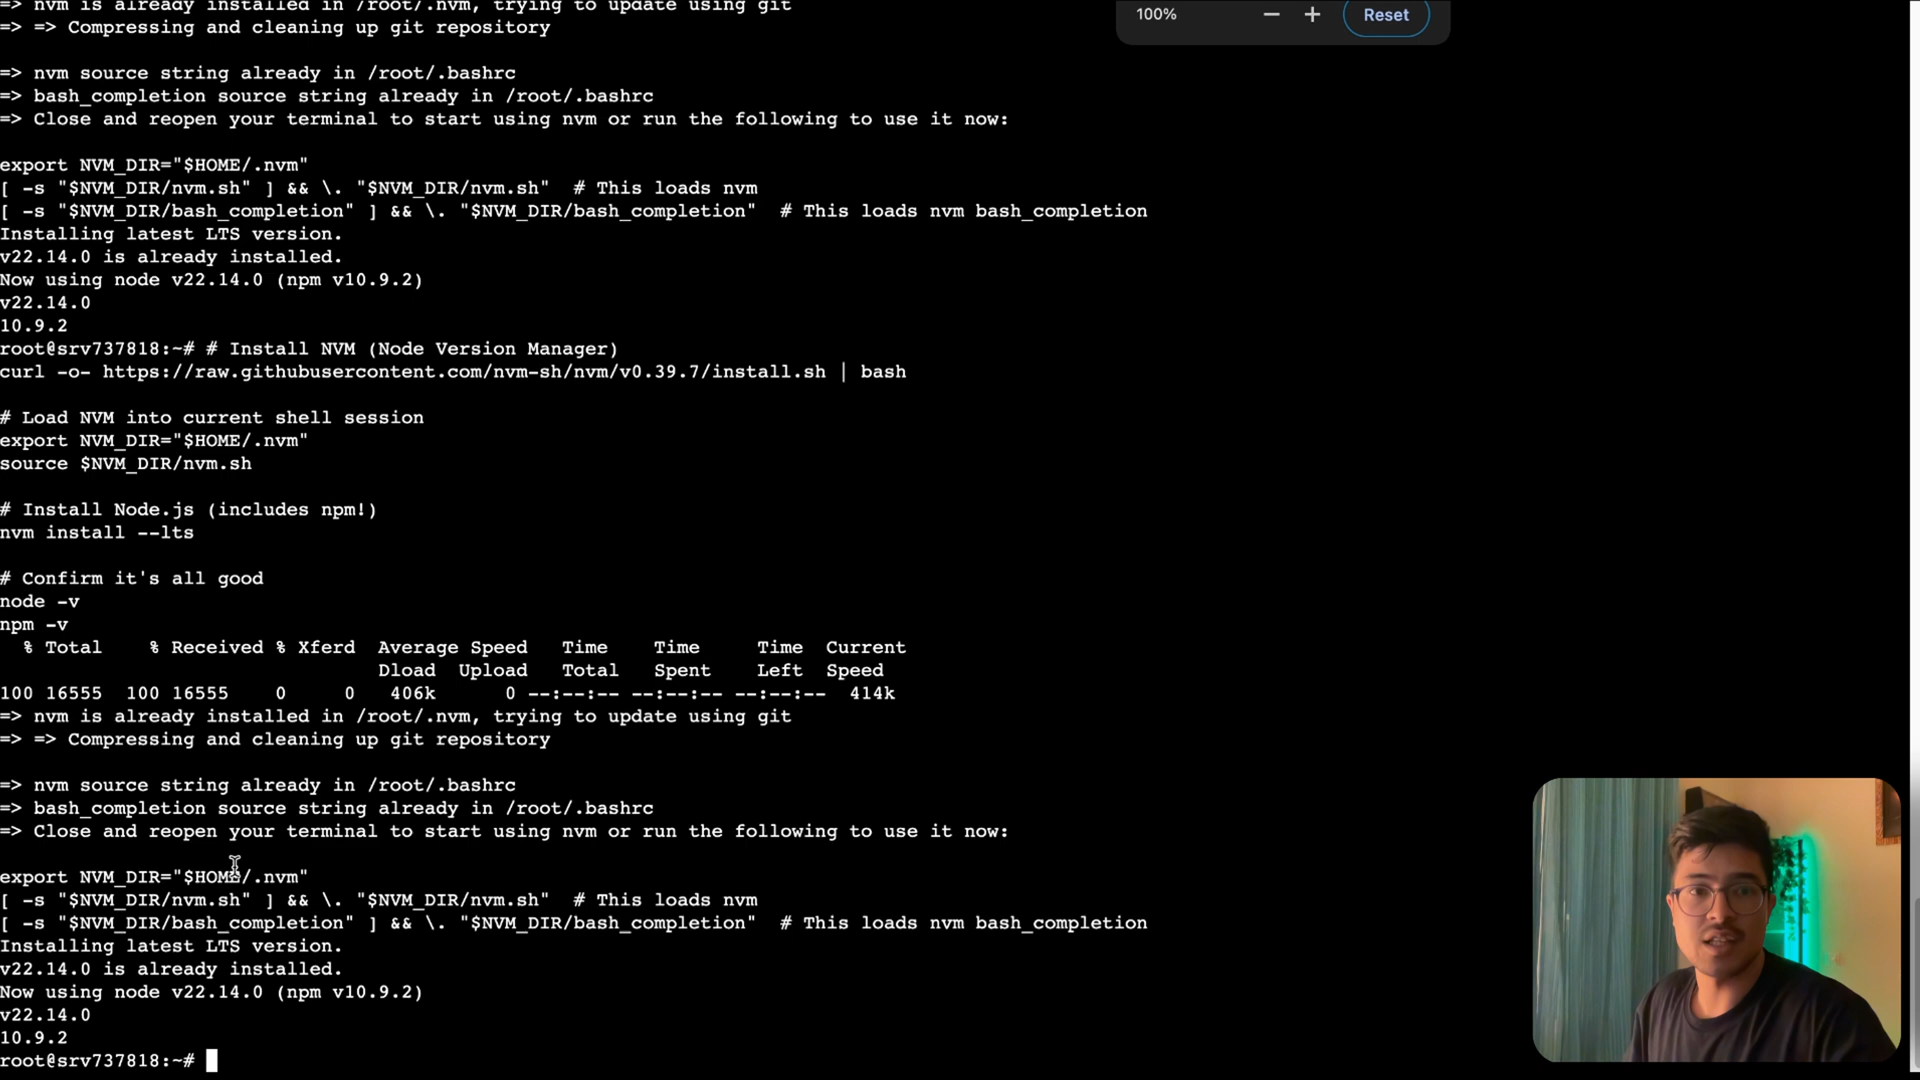 => nvm is already installed in /root/.nvm, trying to update using git
=> => Compressing and cleaning up git repository
100%
Reset
=> nvm source string already in /root/.bashrc
=> bash_completion source string already in /root/.bashrc
=> Close and reopen your terminal to start using nvm or run the following to use it now:
export NVM_DIR="$HOME/.nvm"
[ -s "$NVM_DIR/nvm.sh" ] && \. "$NVM_DIR/nvm.sh"  # This loads nvm
[ -s "$NVM_DIR/bash_completion" ] && \. "$NVM_DIR/bash_completion"  # This loads nvm bash_completion
Installing latest LTS version.
v22.14.0 is already installed.
Now using node v22.14.0 (npm v10.9.2)
v22.14.0
10.9.2
root@srv737818:~# # Install NVM (Node Version Manager)
curl -o- https://raw.githubusercontent.com/nvm-sh/nvm/v0.39.7/install.sh | bash
# Load NVM into current shell session
export NVM_DIR="$HOME/.nvm"
source $NVM_DIR/nvm.sh
# Install Node.js (includes npm!)
nvm install --lts
# Confirm it's all good
node -v
npm -v
  % Total    % Received % Xferd  Average Speed   Time    Time     Time  Current
                                 Dload  Upload   Total   Spent    Left  Speed
100 16555  100 16555    0     0   406k      0 --:--:-- --:--:-- --:--:--  414k
=> nvm is already installed in /root/.nvm, trying to update using git
=> => Compressing and cleaning up git repository
=> nvm source string already in /root/.bashrc
=> bash_completion source string already in /root/.bashrc
=> Close and reopen your terminal to start using nvm or run the following to use it now:
export NVM_DIR="$HOME/.nvm"
[ -s "$NVM_DIR/nvm.sh" ] && \. "$NVM_DIR/nvm.sh"  # This loads nvm
[ -s "$NVM_DIR/bash_completion" ] && \. "$NVM_DIR/bash_completion"  # This loads nvm bash_completion
Installing latest LTS version.
v22.14.0 is already installed.
Now using node v22.14.0 (npm v10.9.2)
v22.14.0
10.9.2
root@srv737818:~#